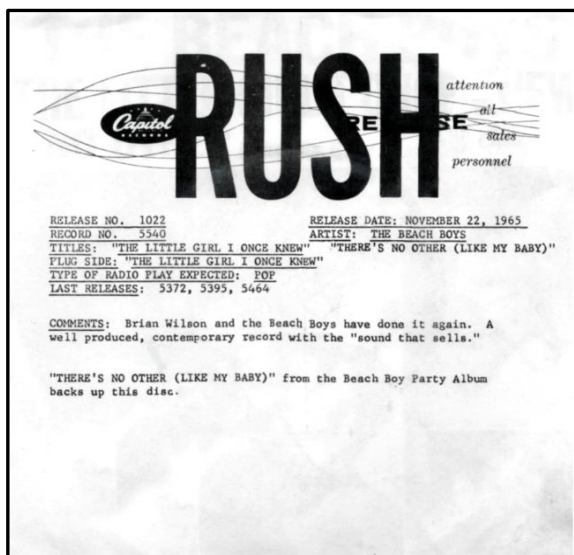 RUSH
RELEASE
Capitol
RECORDS
attention
all
sales
personnel
RELEASE NO. 1022 RELEASE DATE: NOVEMBER 22, 1965
RECORD NO. 5540 ARTIST: THE BEACH BOYS
TITLES: "THE LITTLE GIRL I ONCE KNEW" "THERE'S NO OTHER (LIKE MY BABY)"
PLUG SIDE: "THE LITTLE GIRL I ONCE KNEW"
TYPE OF RADIO PLAY EXPECTED: POP
LAST RELEASES: 5372, 5395, 5464
COMMENTS: Brian Wilson and the Beach Boys have done it again. A
well produced, contemporary record with the "sound that sells."
"THERE'S NO OTHER (LIKE MY BABY)" from the Beach Boy Party Album
backs up this disc.